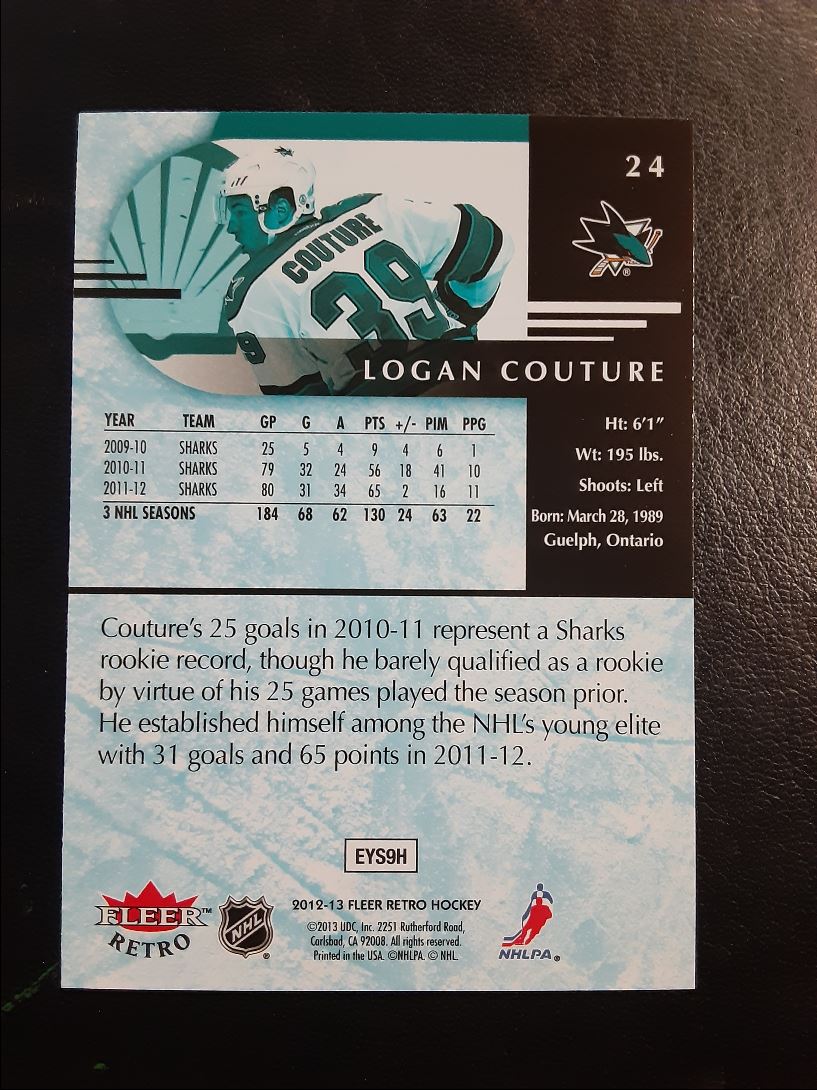 24
COUTURE
39
9
LOGAN COUTURE
YEAR TEAM GP G A PTS +/- PIM PPG
2009-10 SHARKS 25 5 4 9 4 6 1
2010-11 SHARKS 79 32 24 56 18 41 10
2011-12 SHARKS 80 31 34 65 2 16 11
3 NHL SEASONS 184 68 62 130 24 63 22
Ht: 6'1"
Wt: 195 lbs.
Shoots: Left
Born: March 28, 1989
Guelph, Ontario
Couture's 25 goals in 2010-11 represent a Sharks
rookie record, though he barely qualified as a rookie
by virtue of his 25 games played the season prior.
He established himself among the NHL's young elite
with 31 goals and 65 points in 2011-12.
EYS9H
FLEER™
RETRO
NHL®
2012-13 FLEER RETRO HOCKEY
©2013 UDC, Inc. 2251 Rutherford Road,
Carlsbad, CA 92008. All rights reserved.
Printed in the USA. ©NHLPA. © NHL.
NHLPA®